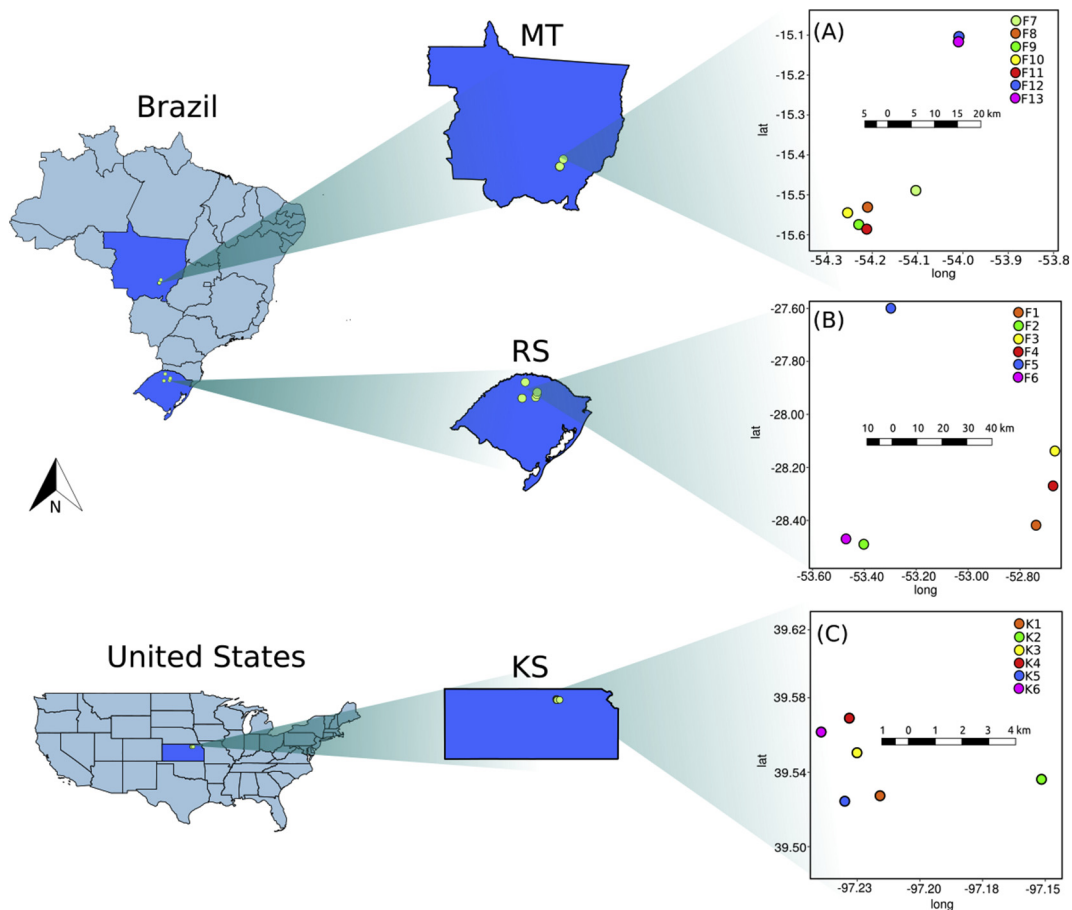 Brazil
MT
RS
N
United States
KS
(A)
F7
F8
F9
F10
F11
F12
F13
5 0 5 10 15 20 km
lat
-15.1
-15.2
-15.3
-15.4
-15.5
-15.6
-54.3 -54.2 -54.1 -54.0 -53.9 -53.8
long
(B)
F1
F2
F3
F4
F5
F6
10 0 10 20 30 40 km
lat
-27.60
-27.80
-28.00
-28.20
-28.40
-53.60 -53.40 -53.20 -53.00 -52.80
long
(C)
K1
K2
K3
K4
K5
K6
1 0 1 2 3 4 km
lat
39.62
39.58
39.54
39.50
-97.23 -97.20 -97.18 -97.15
long